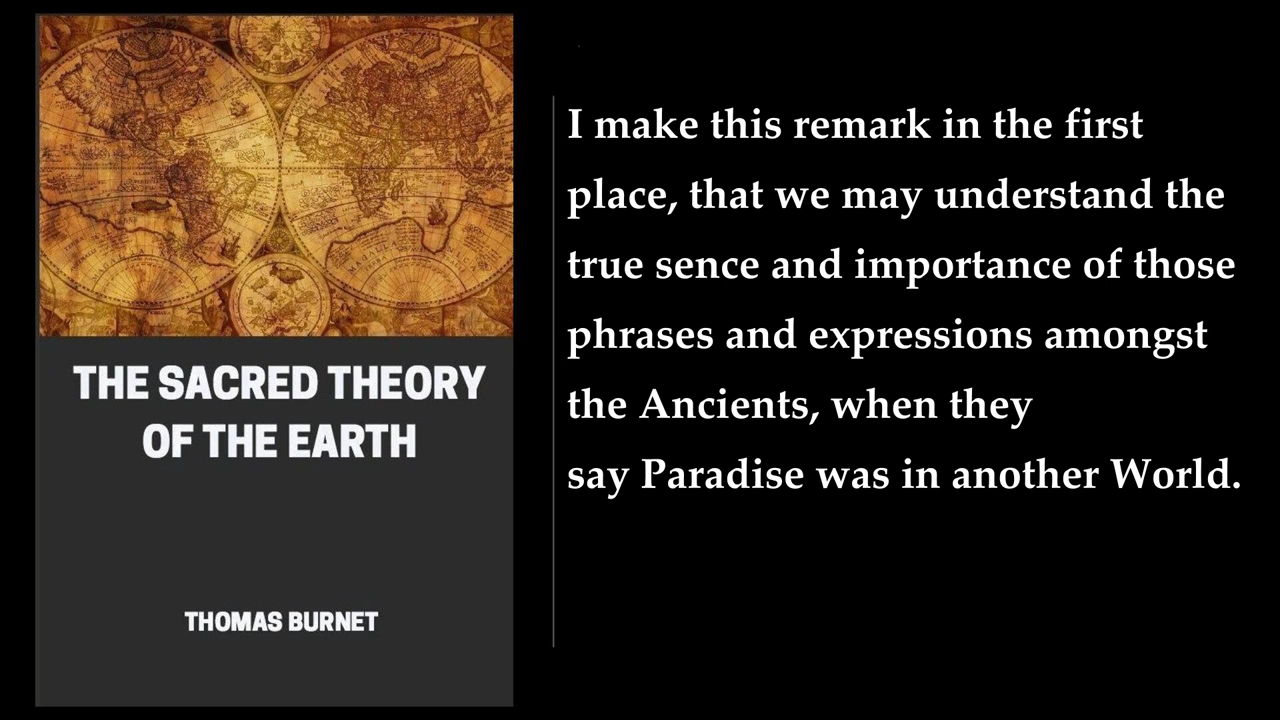 THE SACRED THEORY
OF THE EARTH
THOMAS BURNET
I make this remark in the first
place, that we may understand the
true sence and importance of those
phrases and expressions amongst
the Ancients, when they
say Paradise was in another World.